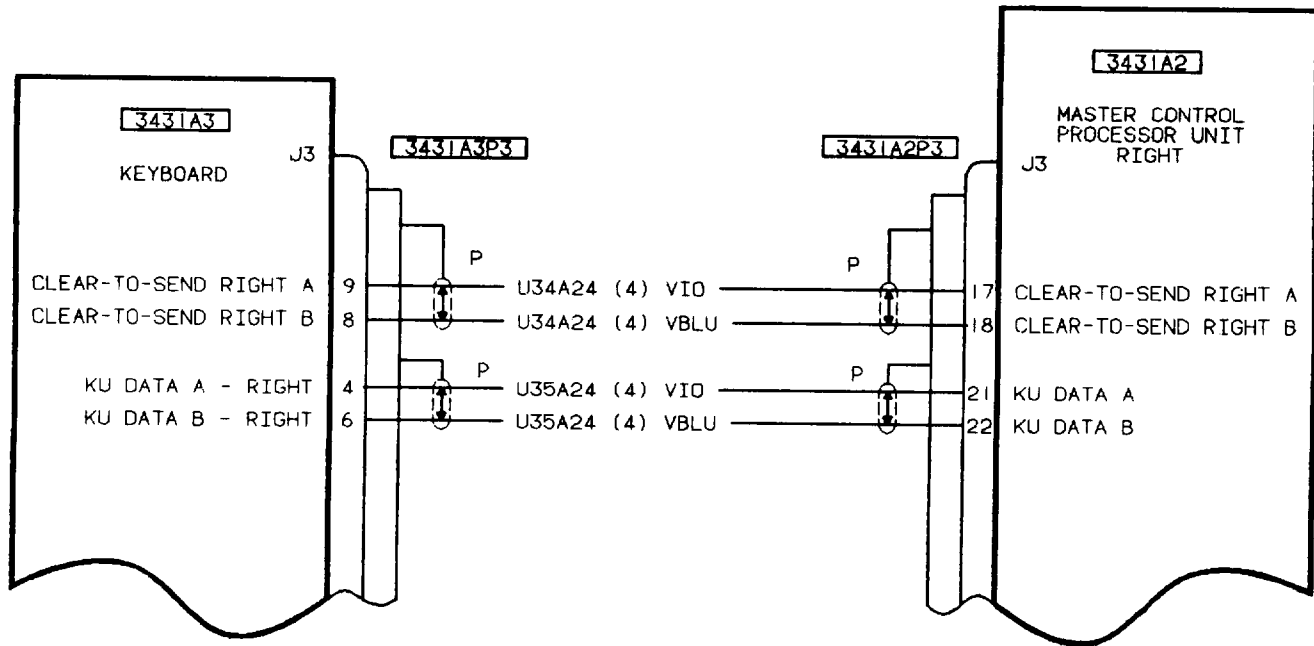 3431A2
MASTER CONTROL
PROCESSOR UNIT
RIGHT
J3
3431A3
KEYBOARD
J3
3431A3P3
3431A2P3
P
P
CLEAR-TO-SEND RIGHT A 9 U34A24 (4) VIO 17 CLEAR-TO-SEND RIGHT A
CLEAR-TO-SEND RIGHT B 8 U34A24 (4) VBLU 18 CLEAR-TO-SEND RIGHT B
P
P
KU DATA A - RIGHT 4 U35A24 (4) VIO 21 KU DATA A
KU DATA B - RIGHT 6 U35A24 (4) VBLU 22 KU DATA B